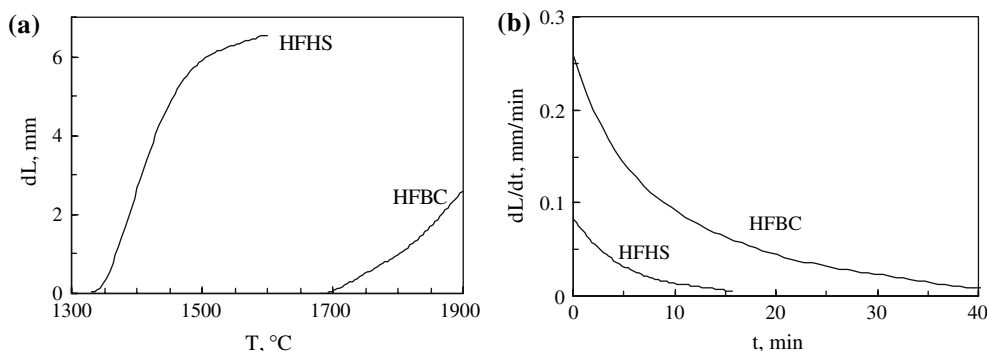 (a)
6
4
2
0
dL, mm
HFHS
HFBC
1300
1500
1700
1900
T, °C
(b)
0.3
0.2
0.1
0
dL/dt, mm/min
HFBC
HFHS
0
10
20
30
40
t, min